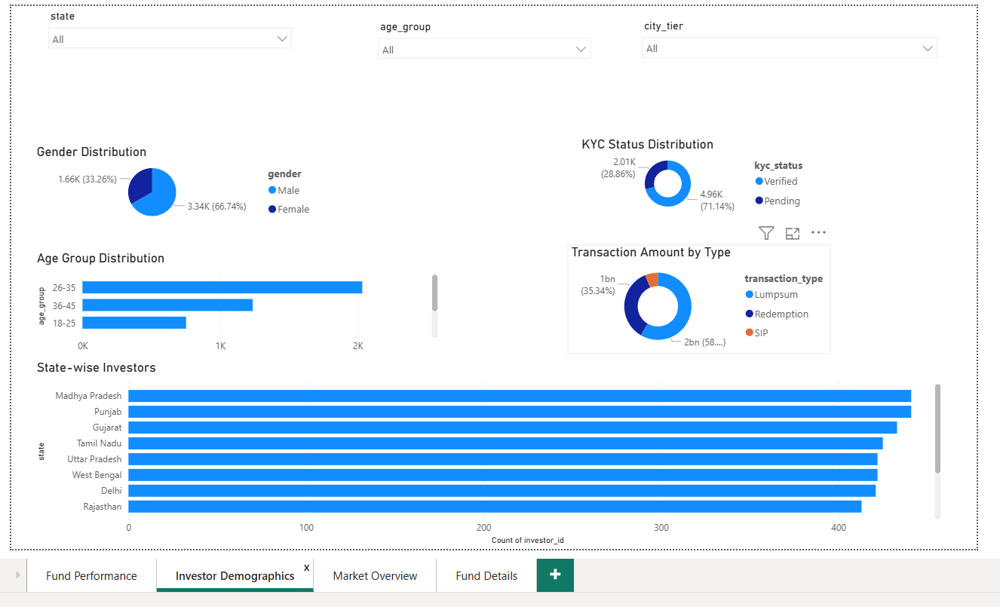 state
All
age_group
All
city_tier
All
Gender Distribution
1.66K (33.26%)
3.34K (66.74%)
gender
Male
Female
KYC Status Distribution
2.01K
(28.86%)
4.96K
(71.14%)
kyc_status
Verified
Pending
Age Group Distribution
age_group
26-35
36-45
18-25
0K 1K 2K
Transaction Amount by Type
1bn
(35.34%)
2bn (58....)
transaction_type
Lumpsum
Redemption
SIP
State-wise Investors
state
Madhya Pradesh
Punjab
Gujarat
Tamil Nadu
Uttar Pradesh
West Bengal
Delhi
Rajasthan
0 100 200 300 400
Count of investor_id
Fund Performance Investor Demographics x Market Overview Fund Details +